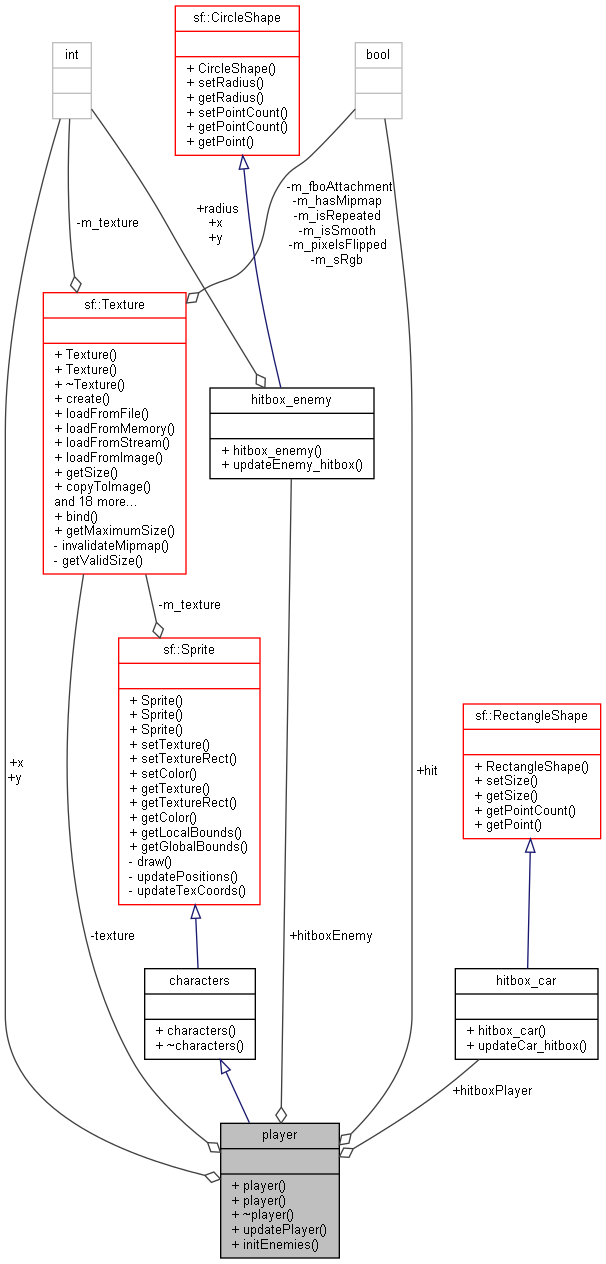 sf::CircleShape
+ CircleShape()
+ setRadius()
+ getRadius()
+ setPointCount()
+ getPointCount()
+ getPoint()
int
bool
-m_texture
+radius
+x
+y
-m_fboAttachment
-m_hasMipmap
-m_isRepeated
-m_isSmooth
-m_pixelsFlipped
-m_sRgb
sf::Texture
+ Texture()
+ Texture()
+ ~Texture()
+ create()
+ loadFromFile()
+ loadFromMemory()
+ loadFromStream()
+ loadFromImage()
+ getSize()
+ copyToImage()
and 18 more...
+ bind()
+ getMaximumSize()
- invalidateMipmap()
- getValidSize()
hitbox_enemy
+ hitbox_enemy()
+ updateEnemy_hitbox()
-m_texture
sf::Sprite
+ Sprite()
+ Sprite()
+ Sprite()
+ setTexture()
+ setTextureRect()
+ setColor()
+ getTexture()
+ getTextureRect()
+ getColor()
+ getLocalBounds()
+ getGlobalBounds()
- draw()
- updatePositions()
- updateTexCoords()
sf::RectangleShape
+ RectangleShape()
+ setSize()
+ getSize()
+ getPointCount()
+ getPoint()
+x
+y
+hit
-texture
+hitboxEnemy
characters
+ characters()
+ ~characters()
hitbox_car
+ hitbox_car()
+ updateCar_hitbox()
+hitboxPlayer
player
+ player()
+ player()
+ ~player()
+ updatePlayer()
+ initEnemies()